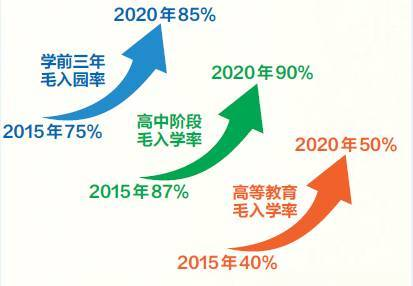 2020年85%
学前三年
毛入园率
2015年75%
2020年90%
高中阶段
毛入学率
2015年87%
2020年50%
高等教育
毛入学率
2015年40%